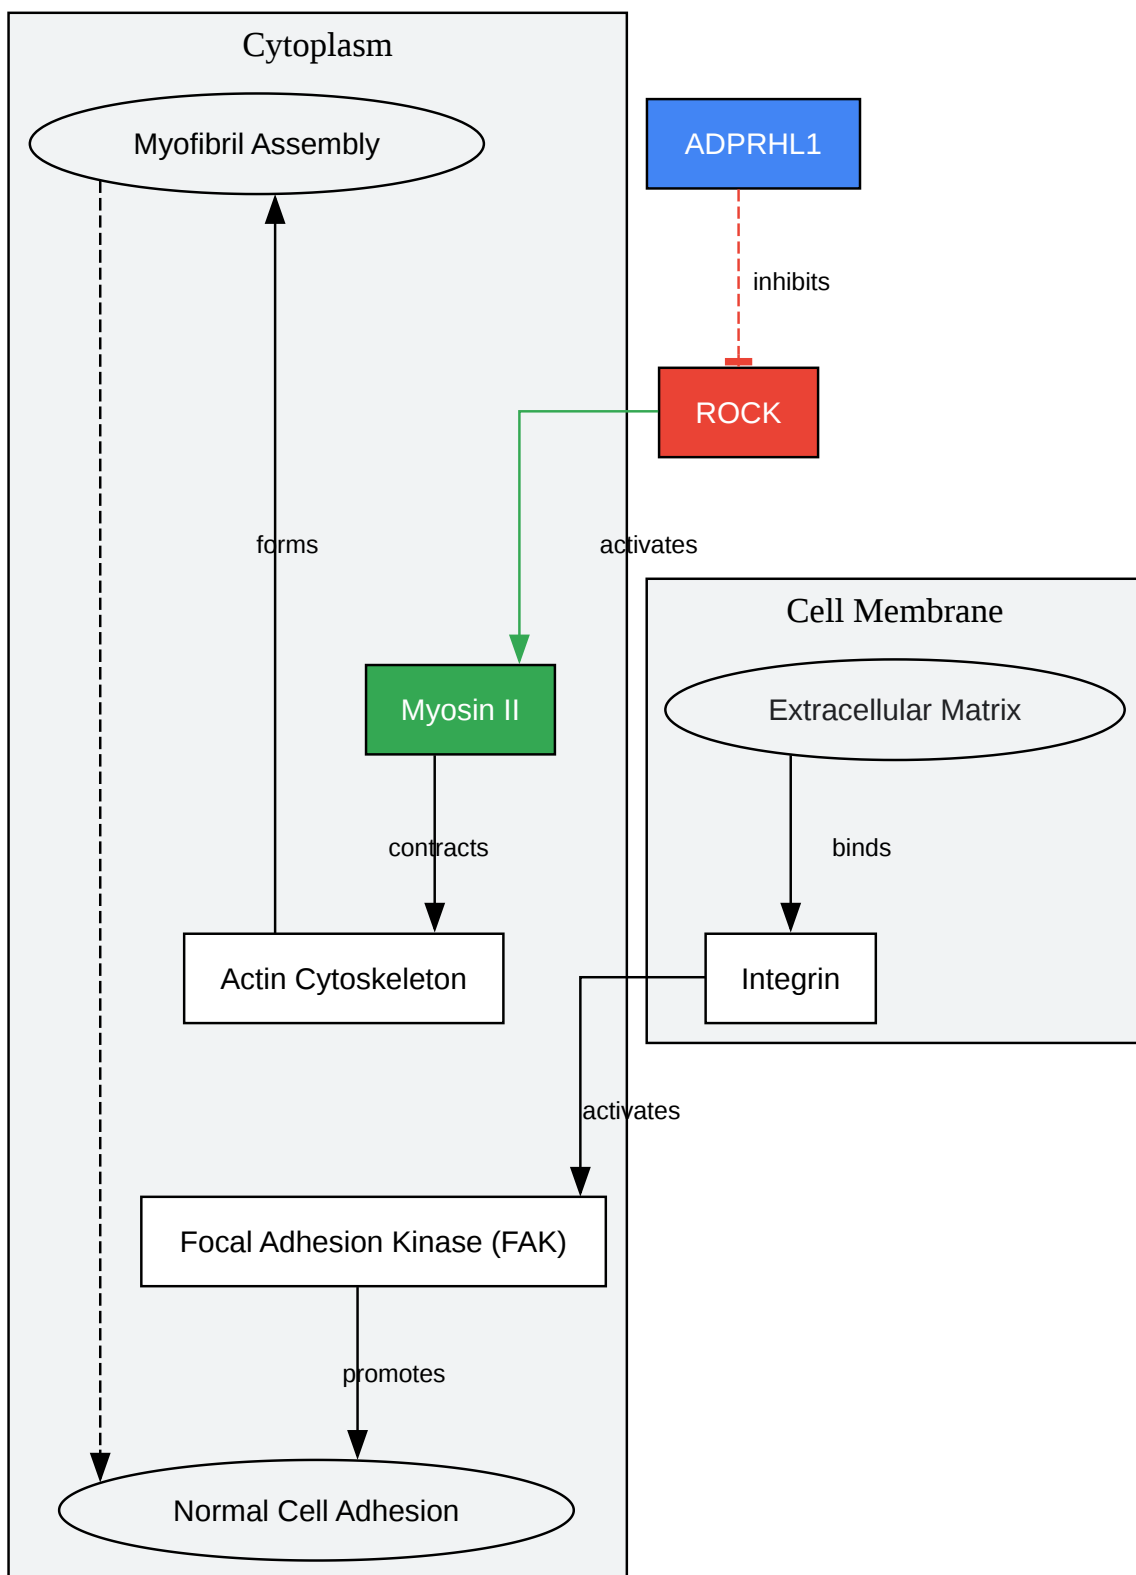 Cytoplasm
Myofibril Assembly
ADPRHL1
inhibits
ROCK
forms
activates
Cell Membrane
Myosin II
Extracellular Matrix
contracts
binds
Actin Cytoskeleton
Integrin
activates
Focal Adhesion Kinase (FAK)
promotes
Normal Cell Adhesion